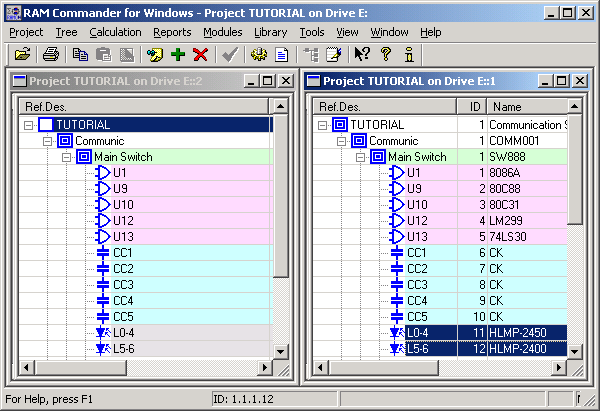 RAM Commander for Windows - Project TUTORIAL on Drive E:
Project Tree Calculation Reports Modules Library Tools View Window Help
Project TUTORIAL on Drive E::2
Ref.Des.
TUTORIAL
Communic
Main Switch
U1
U9
U10
U12
U13
CC1
CC2
CC3
CC4
CC5
L0-4
L5-6
Project TUTORIAL on Drive E::1
Ref.Des. ID Name
TUTORIAL 1 Communication
Communic 1 COMM001
Main Switch 1 SW888
U1 1 8086A
U9 2 80C88
U10 3 80C31
U12 4 LM299
U13 5 74LS30
CC1 6 CK
CC2 7 CK
CC3 8 CK
CC4 9 CK
CC5 10 CK
L0-4 11 HLMP-2450
L5-6 12 HLMP-2400
For Help, press F1 ID: 1.1.1.12